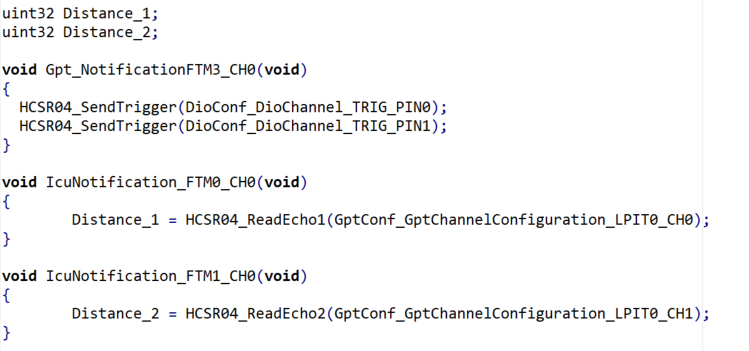 uint32 Distance_1;
uint32 Distance_2;
void Gpt_NotificationFTM3_CH0(void)
{
HCSR04_SendTrigger(DioConf_DioChannel_TRIG_PIN0);
HCSR04_SendTrigger(DioConf_DioChannel_TRIG_PIN1);
}
void IcuNotification_FTM0_CH0(void)
{
Distance_1 = HCSR04_ReadEcho1(GptConf_GptChannelConfiguration_LPIT0_CH0);
}
void IcuNotification_FTM1_CH0(void)
{
Distance_2 = HCSR04_ReadEcho2(GptConf_GptChannelConfiguration_LPIT0_CH1);
}